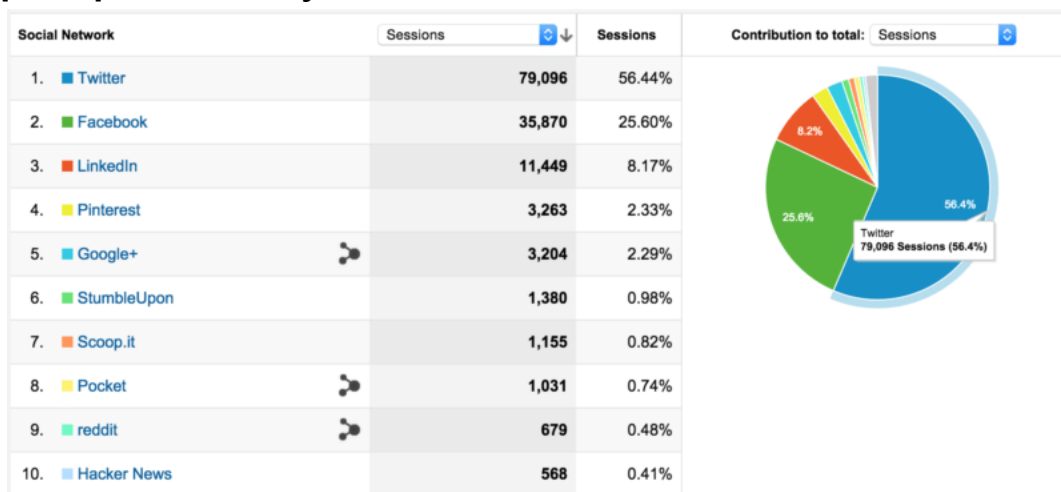 Social Network Sessions Sessions Contribution to total: Sessions
1. Twitter 79,096 56.44%
2. Facebook 35,870 25.60%
3. LinkedIn 11,449 8.17%
4. Pinterest 3,263 2.33%
5. Google+ 3,204 2.29%
6. StumbleUpon 1,380 0.98%
7. Scoop.it 1,155 0.82%
8. Pocket 1,031 0.74%
9. reddit 679 0.48%
10. Hacker News 568 0.41%
8.2%
56.4%
25.6%
Twitter
79,096 Sessions (56.4%)